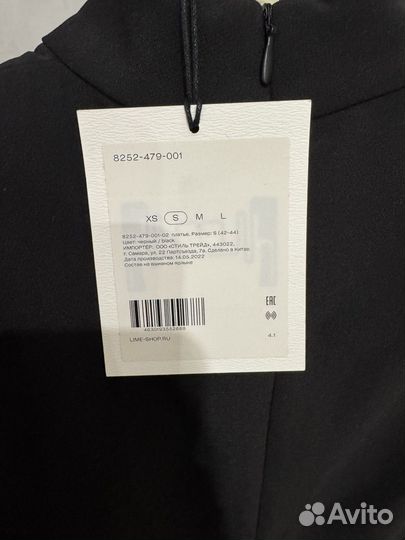 8252-479-001
XS S M L
8252-479-001-02 платье, Размер: S (42-44)
Цвет: черный / black
ИМПОРТЕР: ООО «СТИЛЬ ТРЕЙД», 443022,
г. Самара, ул. 22 Партсъезда, 7а. Сделано в Китае.
Дата производства: 14.05.2022
Состав на вшивном ярлыке
EAC
4630193552688
LIME-SHOP.RU
4.1
Avito